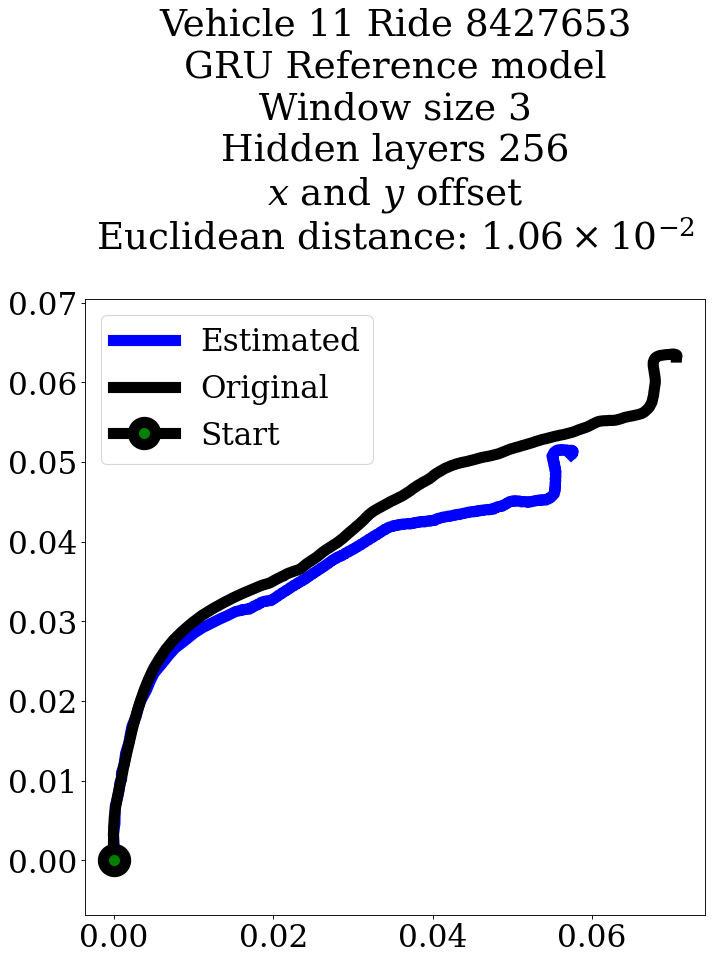 Vehicle 11 Ride 8427653
GRU Reference model
Window size 3
Hidden layers 256
x and y offset
Euclidean distance: 1.06 × 10⁻²
0.07
Estimated
Original
Start
0.06
0.05
0.04
0.03
0.02
0.01
0.00
0.00 0.02 0.04 0.06